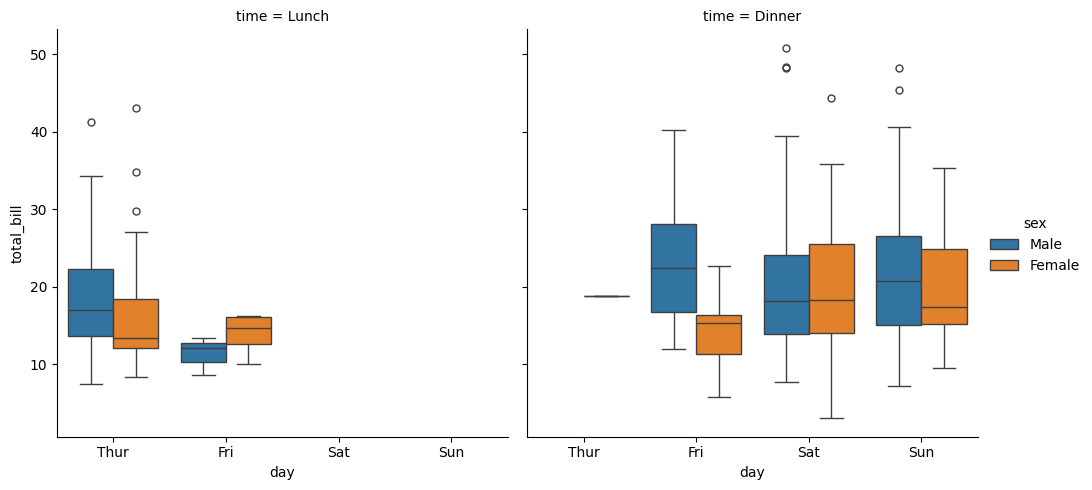 time = Lunch
time = Dinner
total_bill
50
40
30
20
10
Thur Fri Sat Sun
day
Thur Fri Sat Sun
day
sex
Male
Female